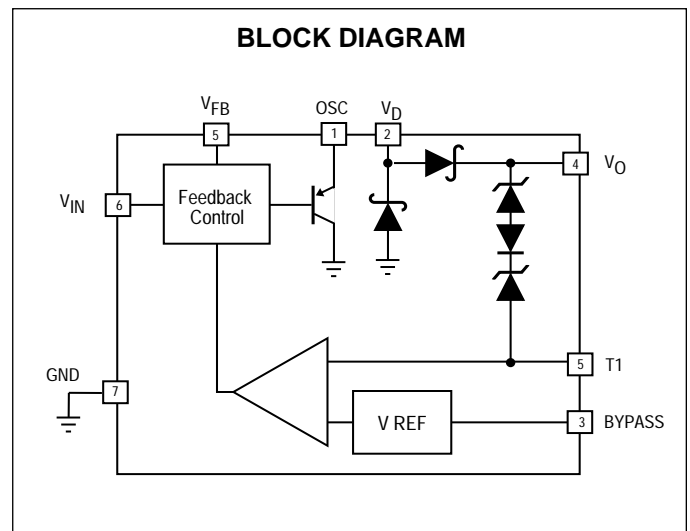 BLOCK DIAGRAM
VFB
OSC
VD
5
1
2
4
VO
VIN
6
Feedback
Control
GND
7
5
T1
V REF
3
BYPASS